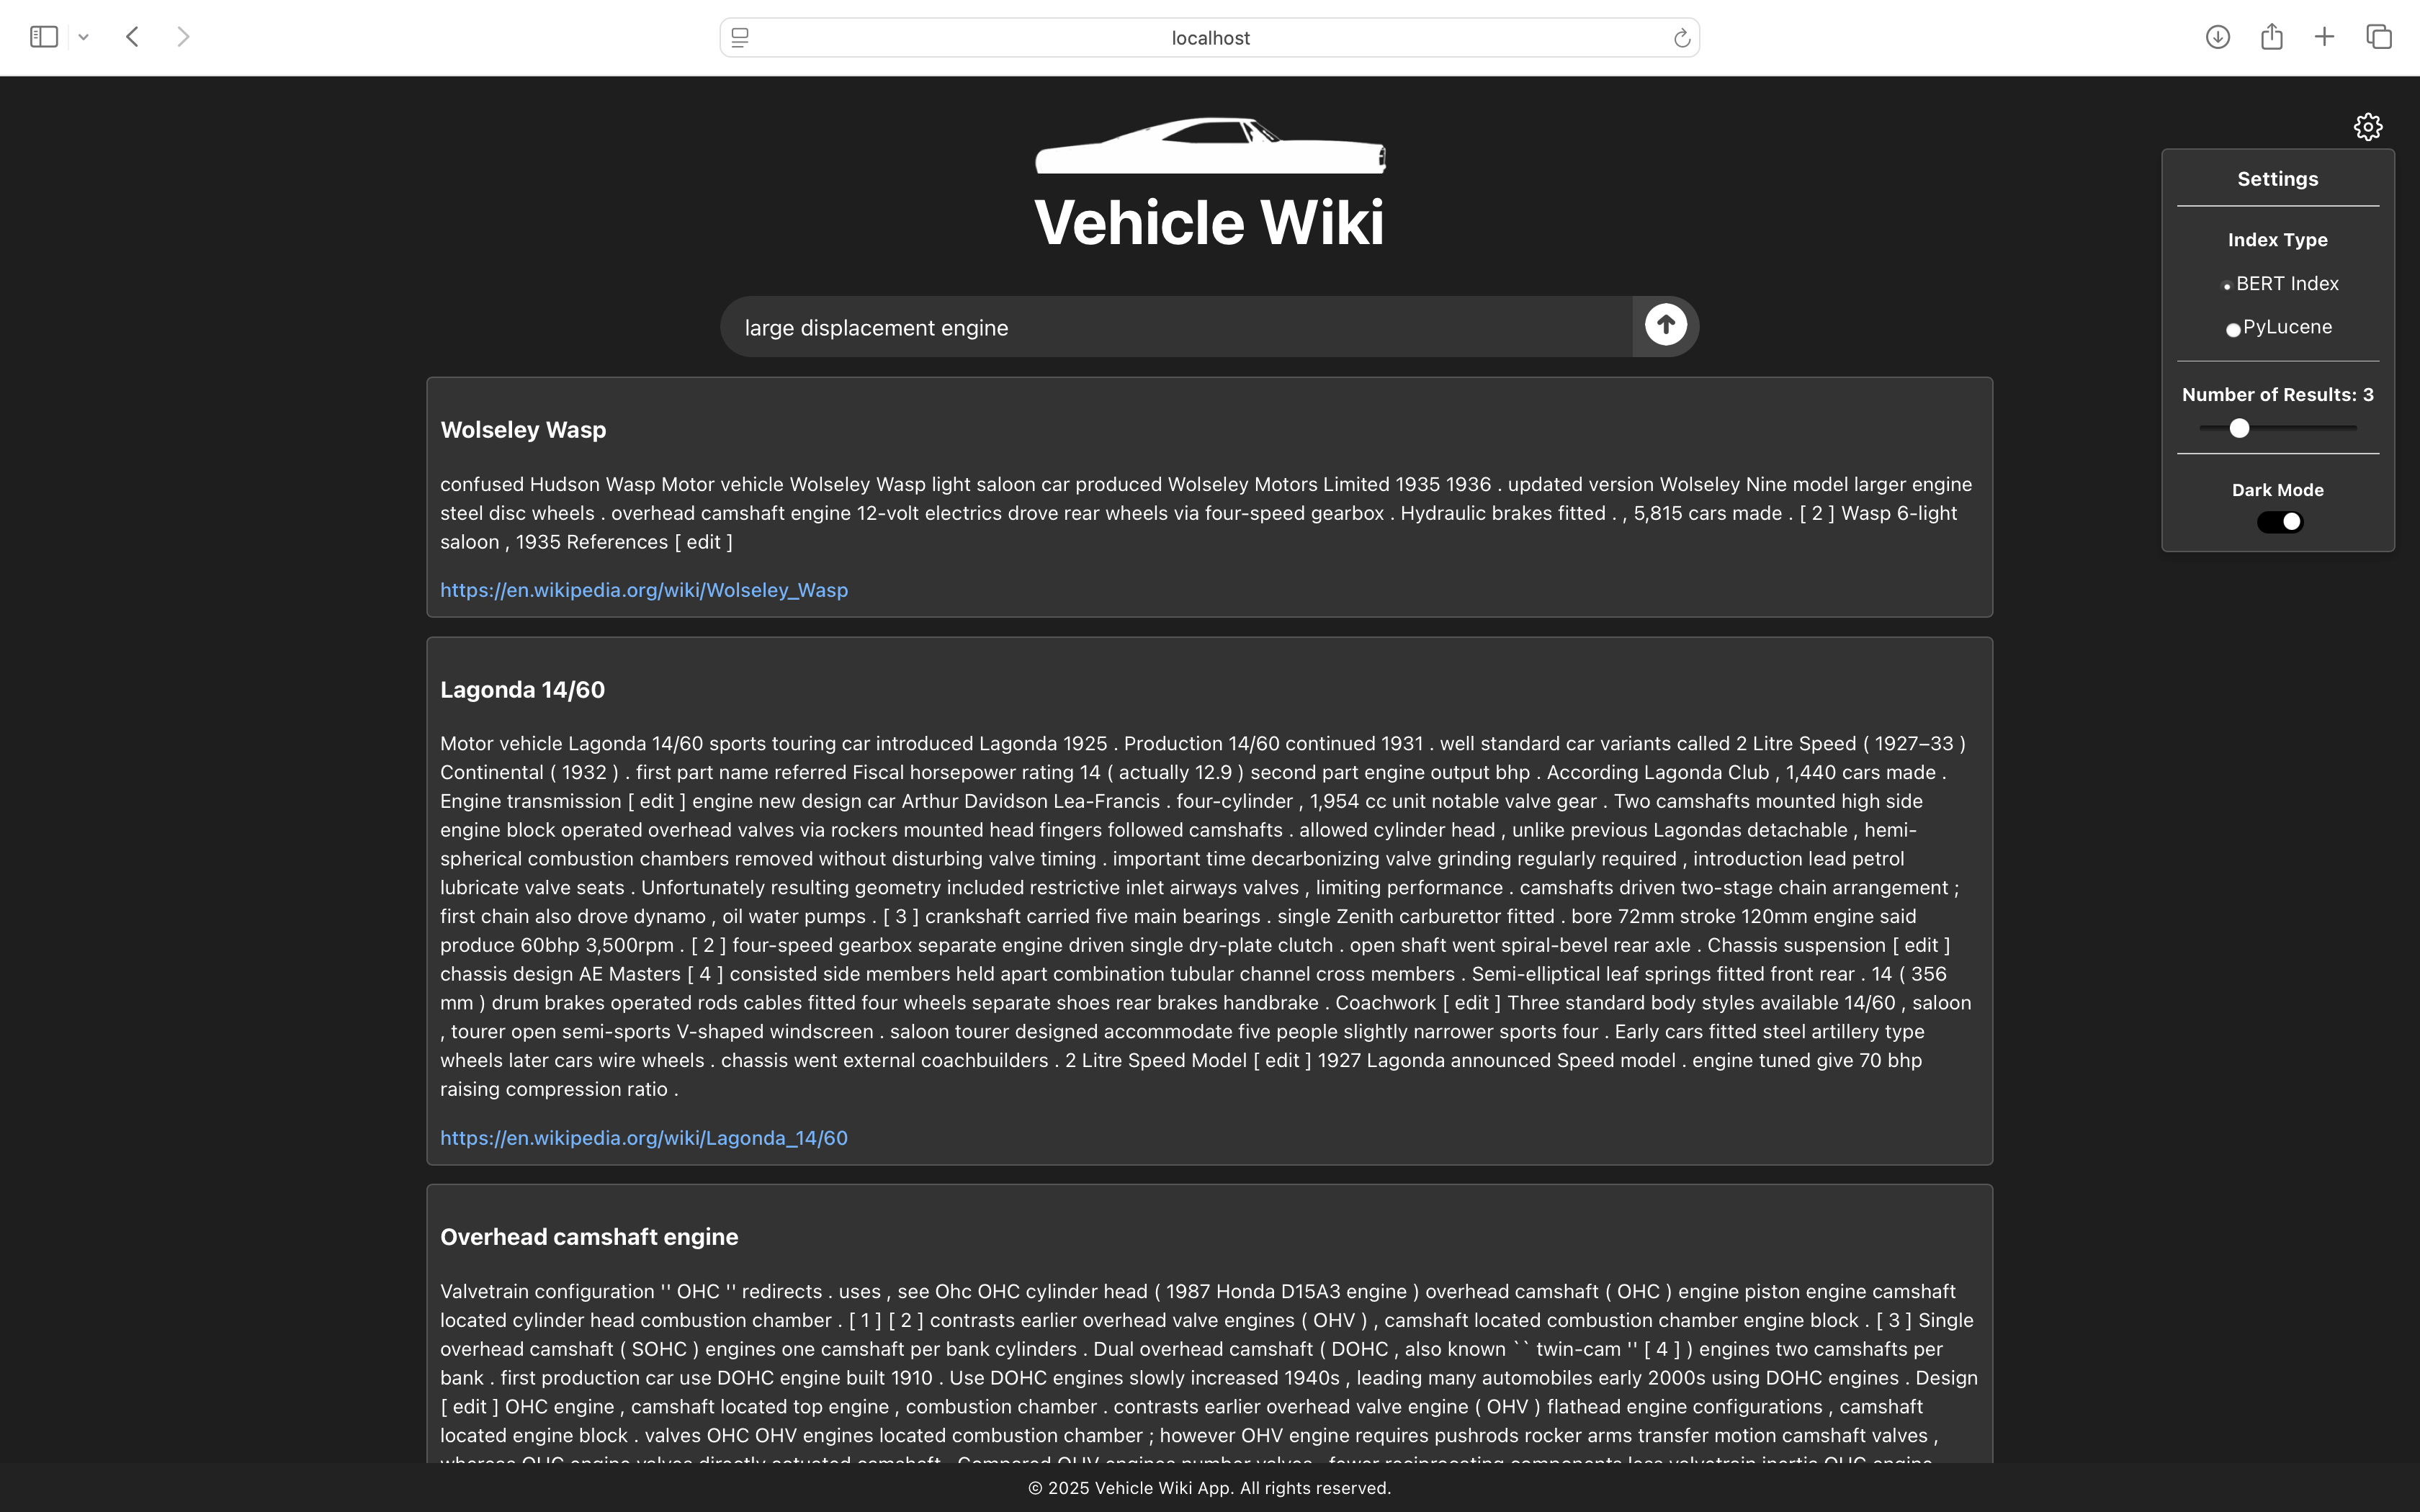 localhost
Vehicle Wiki
large displacement engine
Settings
Index Type
BERT Index
PyLucene
Number of Results: 3
Dark Mode
Wolseley Wasp
confused Hudson Wasp Motor vehicle Wolseley Wasp light saloon car produced Wolseley Motors Limited 1935 1936 . updated version Wolseley Nine model larger engine
steel disc wheels . overhead camshaft engine 12-volt electrics drove rear wheels via four-speed gearbox . Hydraulic brakes fitted . , 5,815 cars made . [ 2 ] Wasp 6-light
saloon , 1935 References [ edit ]
https://en.wikipedia.org/wiki/Wolseley_Wasp
Lagonda 14/60
Motor vehicle Lagonda 14/60 sports touring car introduced Lagonda 1925 . Production 14/60 continued 1931 . well standard car variants called 2 Litre Speed ( 1927–33 )
Continental ( 1932 ) . first part name referred Fiscal horsepower rating 14 ( actually 12.9 ) second part engine output bhp . According Lagonda Club , 1,440 cars made .
Engine transmission [ edit ] engine new design car Arthur Davidson Lea-Francis . four-cylinder , 1,954 cc unit notable valve gear . Two camshafts mounted high side
engine block operated overhead valves via rockers mounted head fingers followed camshafts . allowed cylinder head , unlike previous Lagondas detachable , hemi-
spherical combustion chambers removed without disturbing valve timing . important time decarbonizing valve grinding regularly required , introduction lead petrol
lubricate valve seats . Unfortunately resulting geometry included restrictive inlet airways valves , limiting performance . camshafts driven two-stage chain arrangement ;
first chain also drove dynamo , oil water pumps . [ 3 ] crankshaft carried five main bearings . single Zenith carburettor fitted . bore 72mm stroke 120mm engine said
produce 60bhp 3,500rpm . [ 2 ] four-speed gearbox separate engine driven single dry-plate clutch . open shaft went spiral-bevel rear axle . Chassis suspension [ edit ]
chassis design AE Masters [ 4 ] consisted side members held apart combination tubular channel cross members . Semi-elliptical leaf springs fitted front rear . 14 ( 356
mm ) drum brakes operated rods cables fitted four wheels separate shoes rear brakes handbrake . Coachwork [ edit ] Three standard body styles available 14/60 , saloon
, tourer open semi-sports V-shaped windscreen . saloon tourer designed accommodate five people slightly narrower sports four . Early cars fitted steel artillery type
wheels later cars wire wheels . chassis went external coachbuilders . 2 Litre Speed Model [ edit ] 1927 Lagonda announced Speed model . engine tuned give 70 bhp
raising compression ratio .
https://en.wikipedia.org/wiki/Lagonda_14/60
Overhead camshaft engine
Valvetrain configuration '' OHC '' redirects . uses , see Ohc OHC cylinder head ( 1987 Honda D15A3 engine ) overhead camshaft ( OHC ) engine piston engine camshaft
located cylinder head combustion chamber . [ 1 ] [ 2 ] contrasts earlier overhead valve engines ( OHV ) , camshaft located combustion chamber engine block . [ 3 ] Single
overhead camshaft ( SOHC ) engines one camshaft per bank cylinders . Dual overhead camshaft ( DOHC , also known `` twin-cam '' [ 4 ] ) engines two camshafts per
bank . first production car use DOHC engine built 1910 . Use DOHC engines slowly increased 1940s , leading many automobiles early 2000s using DOHC engines . Design
[ edit ] OHC engine , camshaft located top engine , combustion chamber . contrasts earlier overhead valve engine ( OHV ) flathead engine configurations , camshaft
located engine block . valves OHC OHV engines located combustion chamber ; however OHV engine requires pushrods rocker arms transfer motion camshaft valves ,
© 2025 Vehicle Wiki App. All rights reserved.